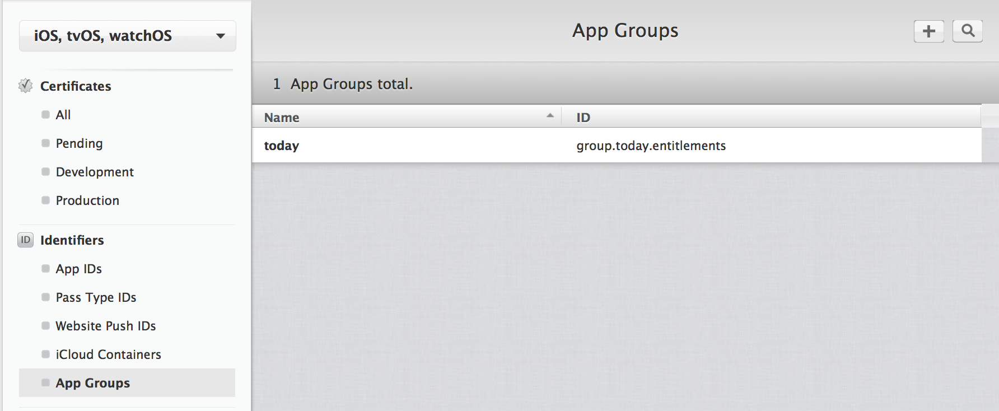 iOS, tvOS, watchOS
Certificates
All
Pending
Development
Production
ID Identifiers
App IDs
Pass Type IDs
Website Push IDs
iCloud Containers
App Groups
App Groups
1 App Groups total.
Name ID
today group.today.entitlements